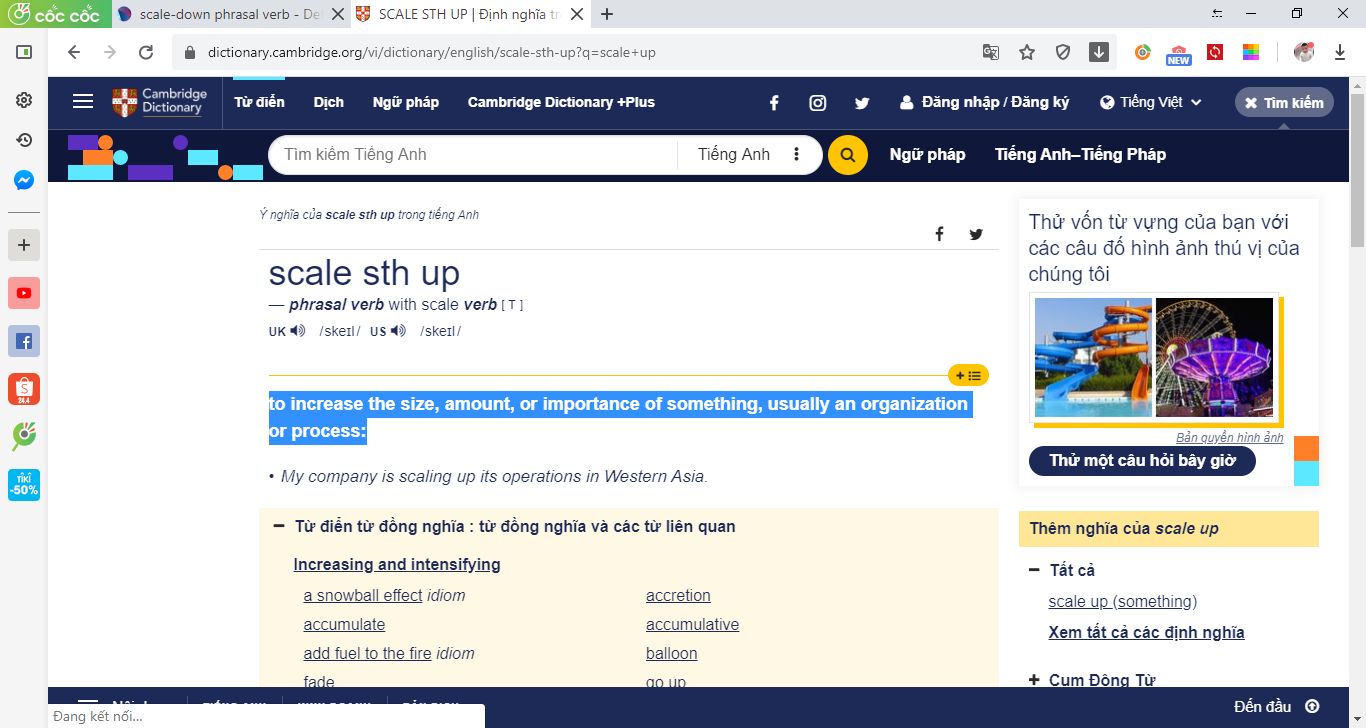 cốc cốc
scale-down phrasal verb - De
SCALE STH UP | Định nghĩa tr
dictionary.cambridge.org/vi/dictionary/english/scale-sth-up?q=scale+up
NEW
Cambridge Dictionary
Từ điển
Dịch
Ngữ pháp
Cambridge Dictionary +Plus
Đăng nhập / Đăng ký
Tiếng Việt
Tìm kiếm
Tìm kiếm Tiếng Anh
Tiếng Anh
Ngữ pháp
Tiếng Anh–Tiếng Pháp
Ý nghĩa của scale sth up trong tiếng Anh
scale sth up
— phrasal verb with scale verb [ T ]
UK /skeɪl/ US /skeɪl/
to increase the size, amount, or importance of something, usually an organization
or process:
• My company is scaling up its operations in Western Asia.
Từ điển từ đồng nghĩa : từ đồng nghĩa và các từ liên quan
Increasing and intensifying
a snowball effect idiom
accretion
accumulate
accumulative
add fuel to the fire idiom
balloon
fade
go up
Thử vốn từ vựng của bạn với
các câu đố hình ảnh thú vị của
chúng tôi
Bản quyền hình ảnh
Thử một câu hỏi bây giờ
Thêm nghĩa của scale up
Tất cả
scale up (something)
Xem tất cả các định nghĩa
Cụm Động Từ
Đến đầu
Đang kết nối...
S
24.4
TIKI
-50%